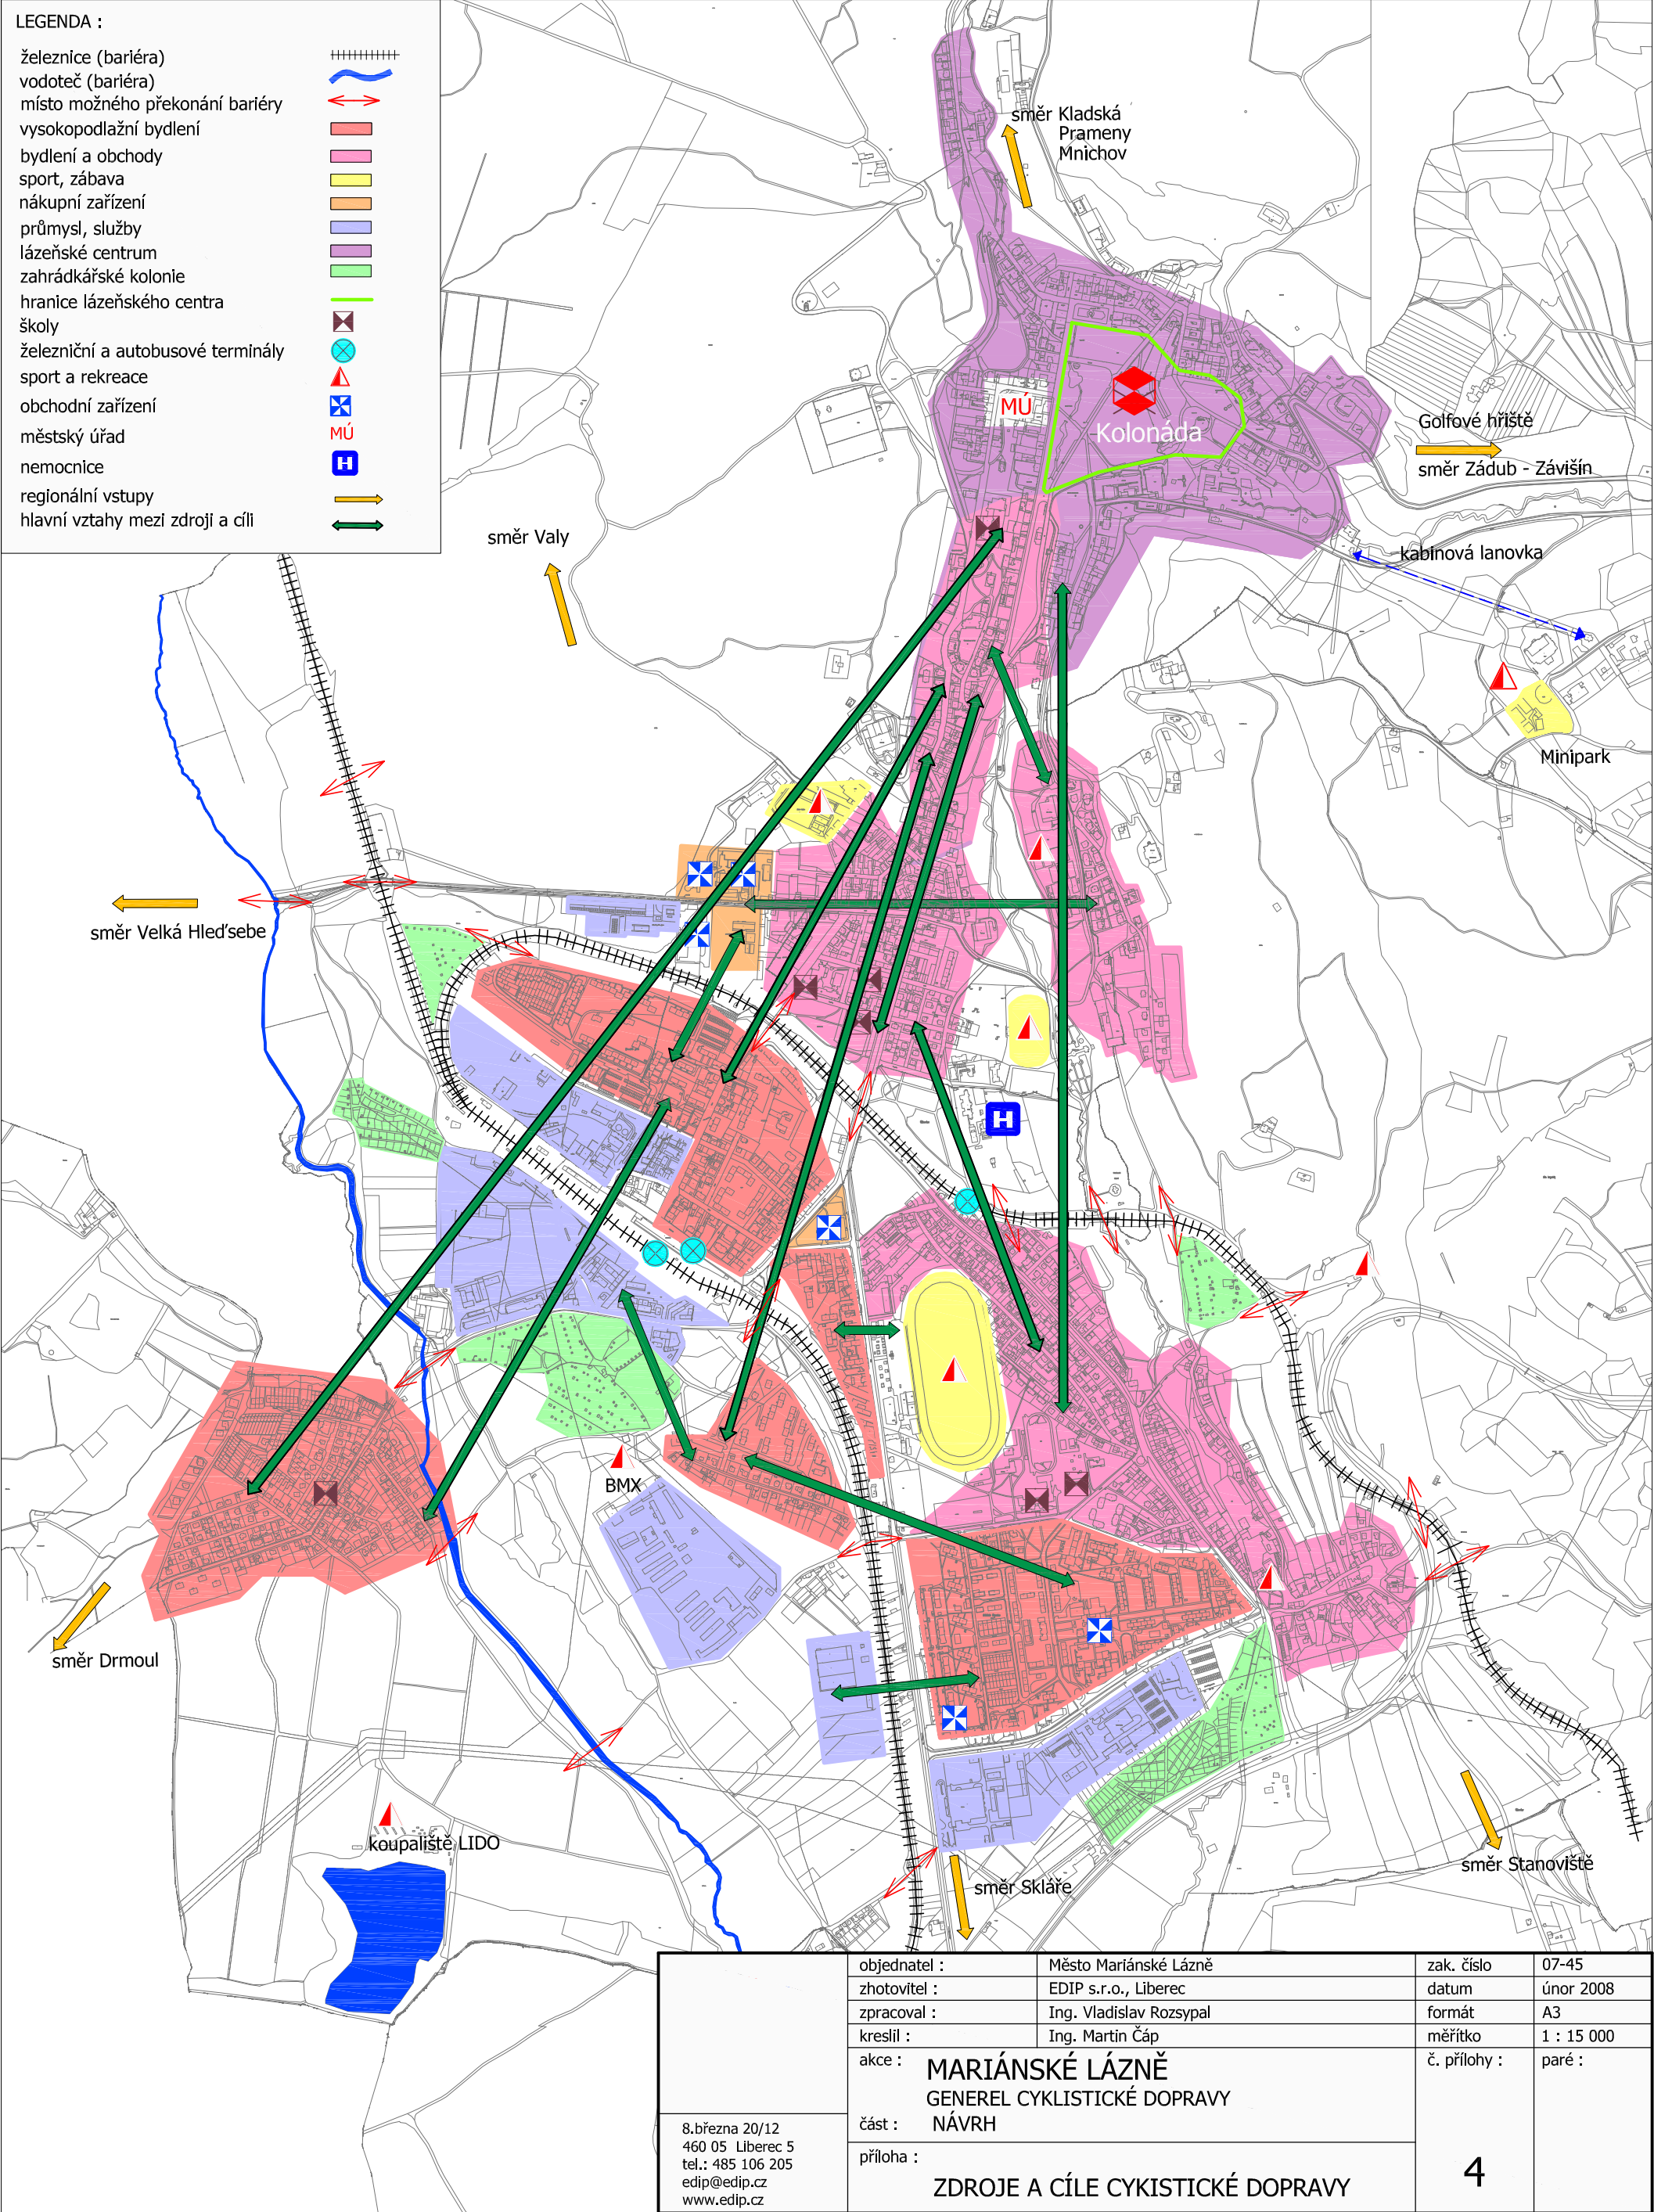 LEGENDA :
železnice (bariéra)
vodoteč (bariéra)
místo možného překonání bariéry
vysokopodlažní bydlení
bydlení a obchody
sport, zábava
nákupní zařízení
průmysl, služby
lázeňské centrum
zahrádkářské kolonie
hranice lázeňského centra
školy
železniční a autobusové terminály
sport a rekreace
obchodní zařízení
městský úřad MÚ
nemocnice H
regionální vstupy
hlavní vztahy mezi zdroji a cíli
směr Kladská
Prameny
Mnichov
MÚ
Kolonáda
Golfové hřiště
směr Zádub - Závišín
směr Valy
kabinová lanovka
Minipark
směr Velká Hleďsebe
H
BMX
směr Drmoul
koupaliště LIDO
směr Skláře
směr Stanoviště
objednatel : Město Mariánské Lázně zak. číslo 07-45
zhotovitel : EDIP s.r.o., Liberec datum únor 2008
zpracoval : Ing. Vladislav Rozsypal formát A3
kreslil : Ing. Martin Čáp měřítko 1 : 15 000
akce : MARIÁNSKÉ LÁZNĚ č. přílohy : paré :
GENEREL CYKLISTICKÉ DOPRAVY
část : NÁVRH
příloha :
ZDROJE A CÍLE CYKISTICKÉ DOPRAVY
4
8.března 20/12
460 05 Liberec 5
tel.: 485 106 205
edip@edip.cz
www.edip.cz